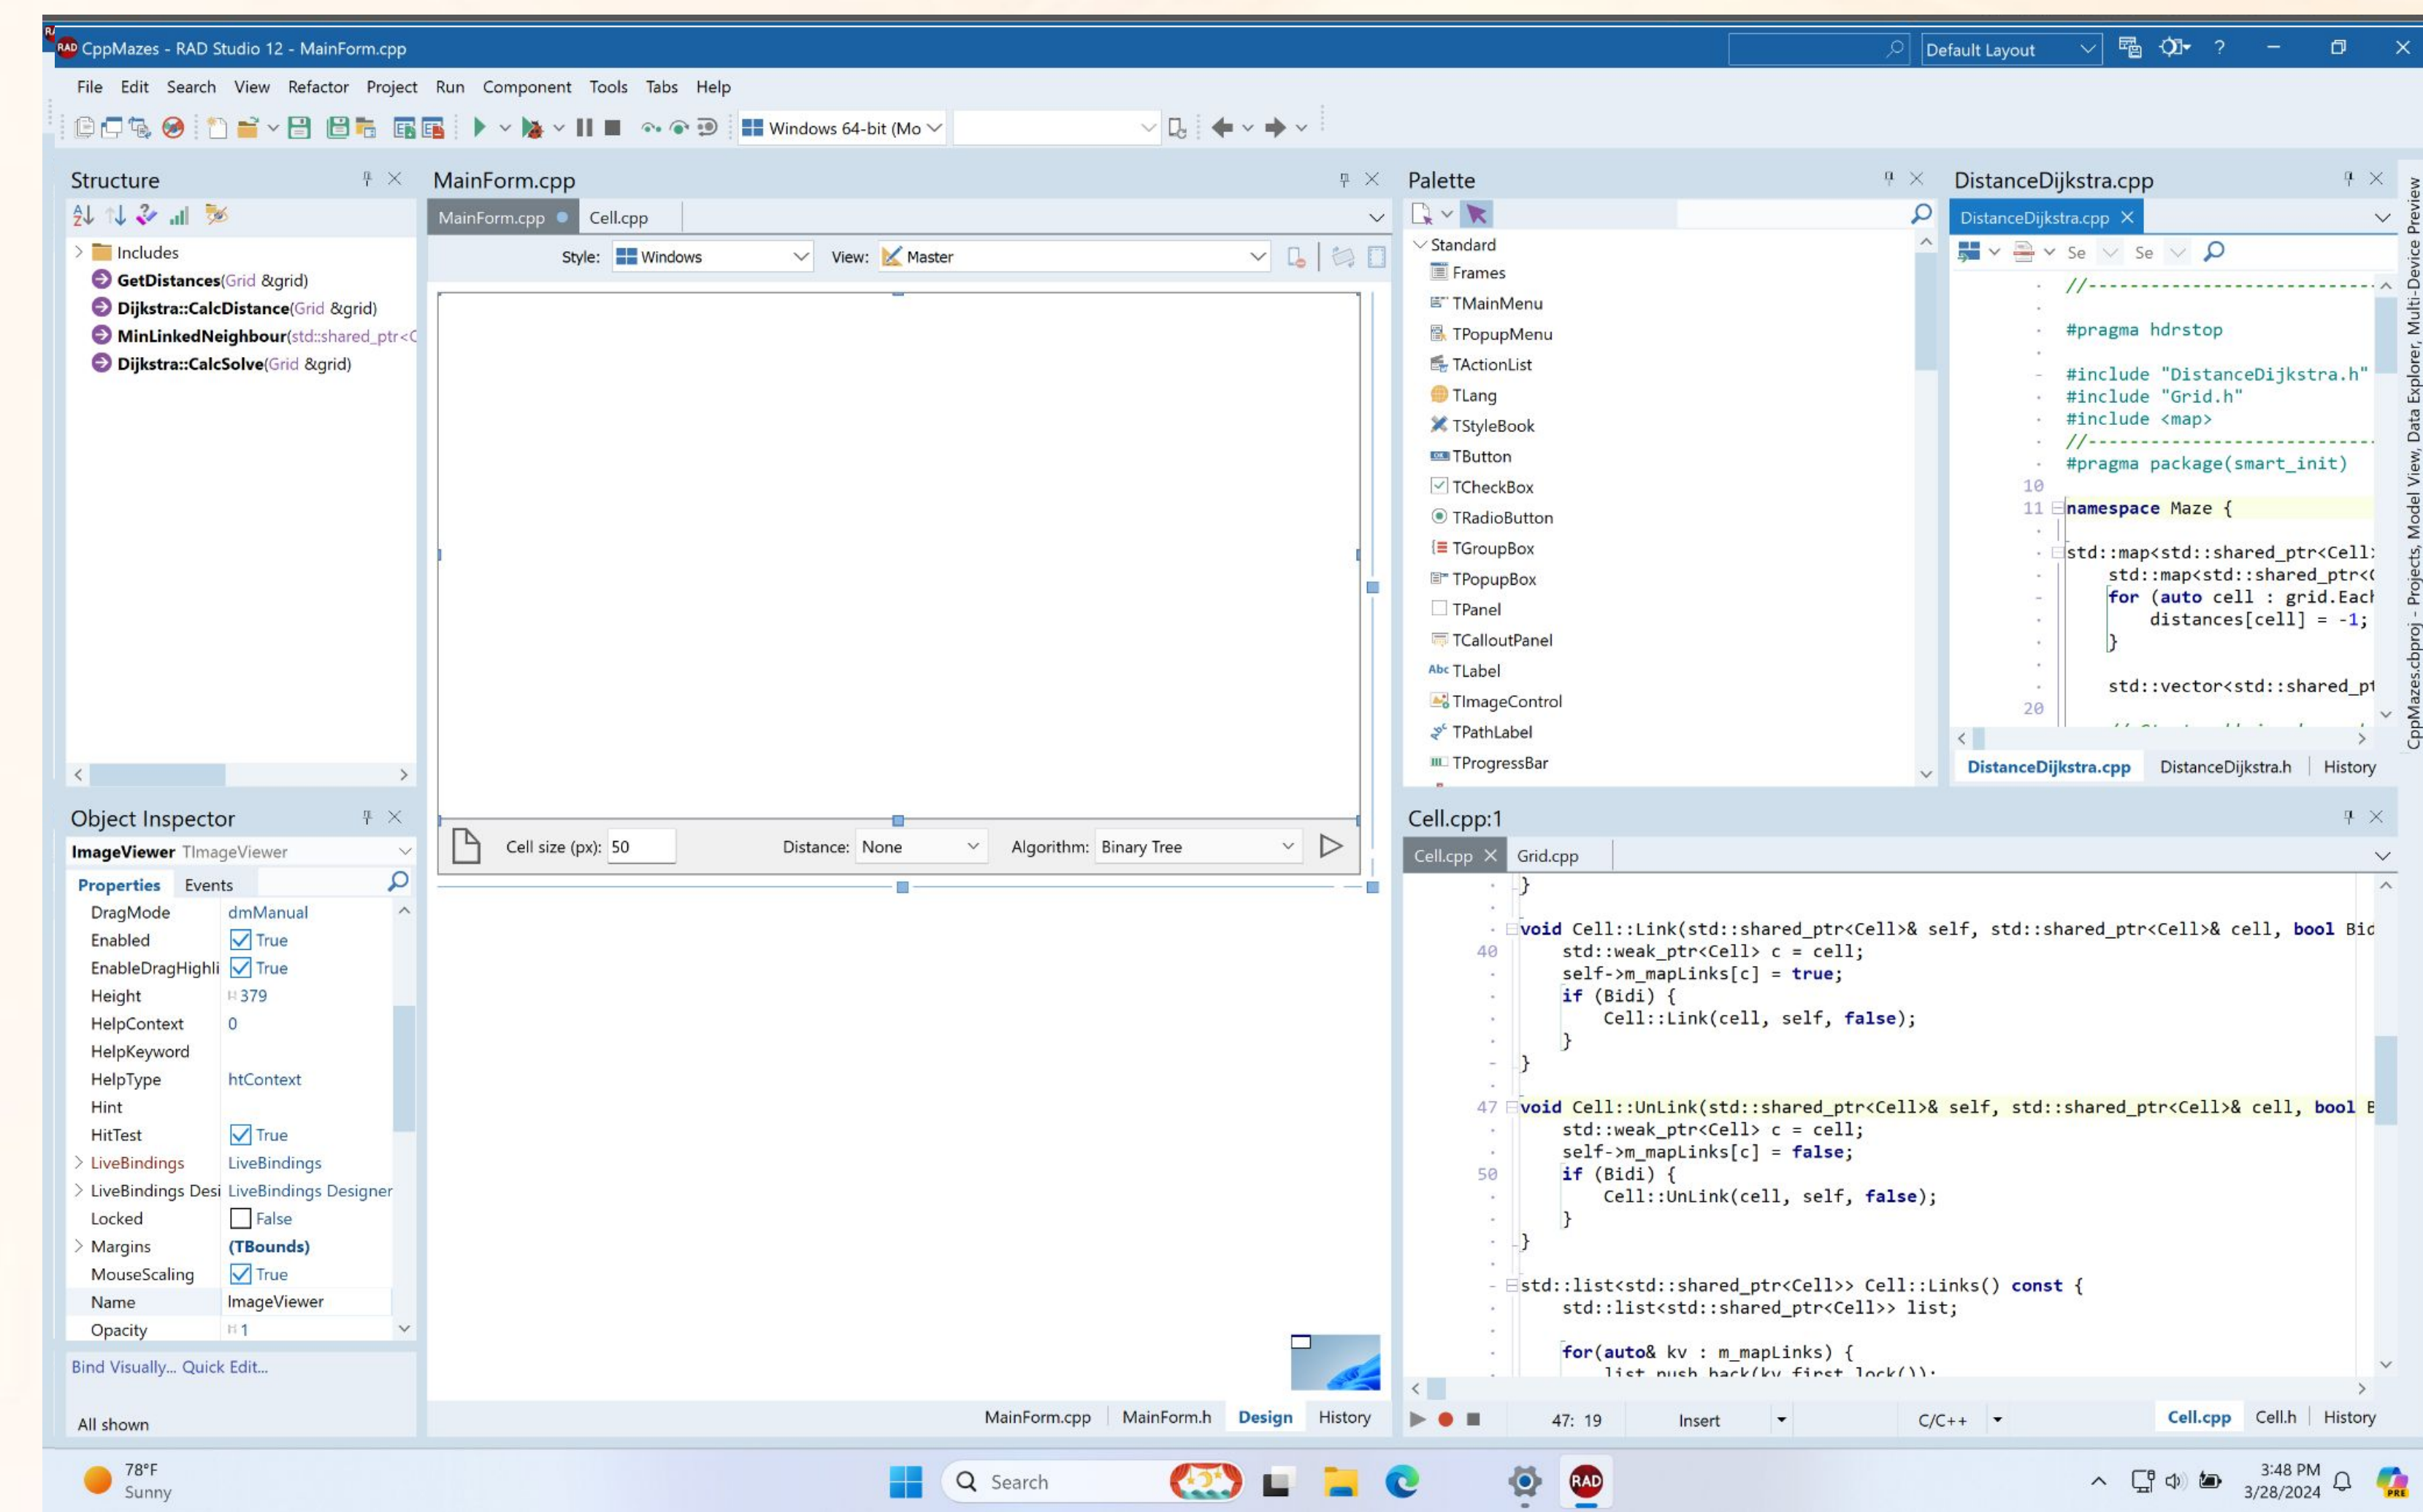 CppMazes - RAD Studio 12 - MainForm.cpp
Default Layout
File Edit Search View Refactor Project Run Component Tools Tabs Help
Windows 64-bit (Mo
Structure
Includes
GetDistances(Grid &grid)
Dijkstra::CalcDistance(Grid &grid)
MinLinkedNeighbour(std::shared_ptr<C
Dijkstra::CalcSolve(Grid &grid)
MainForm.cpp
MainForm.cpp Cell.cpp
Style: Windows View: Master
Cell size (px): 50 Distance: None Algorithm: Binary Tree
MainForm.cpp MainForm.h Design History
Object Inspector
ImageViewer TImageViewer
Properties Events
DragMode dmManual
Enabled True
EnableDragHighli True
Height 379
HelpContext 0
HelpKeyword
HelpType htContext
Hint
HitTest True
LiveBindings LiveBindings
LiveBindings Desi LiveBindings Designer
Locked False
Margins (TBounds)
MouseScaling True
Name ImageViewer
Opacity 1
Bind Visually... Quick Edit...
All shown
Palette
Standard
Frames
TMainMenu
TPopupMenu
TActionList
TLang
TStyleBook
TButton
TCheckBox
TRadioButton
TGroupBox
TPopupBox
TPanel
TCalloutPanel
Abc TLabel
TImageControl
TPathLabel
TProgressBar
DistanceDijkstra.cpp
DistanceDijkstra.cpp
Se Se
//----------------------------
#pragma hdrstop
#include "DistanceDijkstra.h"
#include "Grid.h"
#include <map>
//----------------------------
#pragma package(smart_init)
10
11 namespace Maze {
std::map<std::shared_ptr<Cell>
std::map<std::shared_ptr<C
for (auto cell : grid.Each
distances[cell] = -1;
}
std::vector<std::shared_pt
20
DistanceDijkstra.cpp DistanceDijkstra.h History
CppMazes.cbproj - Projects, Model View, Data Explorer, Multi-Device Preview
Cell.cpp:1
Cell.cpp Grid.cpp
}
void Cell::Link(std::shared_ptr<Cell>& self, std::shared_ptr<Cell>& cell, bool Bid
40 std::weak_ptr<Cell> c = cell;
self->m_mapLinks[c] = true;
if (Bidi) {
Cell::Link(cell, self, false);
}
}
47 void Cell::UnLink(std::shared_ptr<Cell>& self, std::shared_ptr<Cell>& cell, bool B
std::weak_ptr<Cell> c = cell;
self->m_mapLinks[c] = false;
50 if (Bidi) {
Cell::UnLink(cell, self, false);
}
}
std::list<std::shared_ptr<Cell>> Cell::Links() const {
std::list<std::shared_ptr<Cell>> list;
for(auto& kv : m_mapLinks) {
list.push_back(kv.first.lock());
47: 19 Insert C/C++ Cell.cpp Cell.h History
78°F
Sunny
Search
RAD
3:48 PM
3/28/2024
PRE